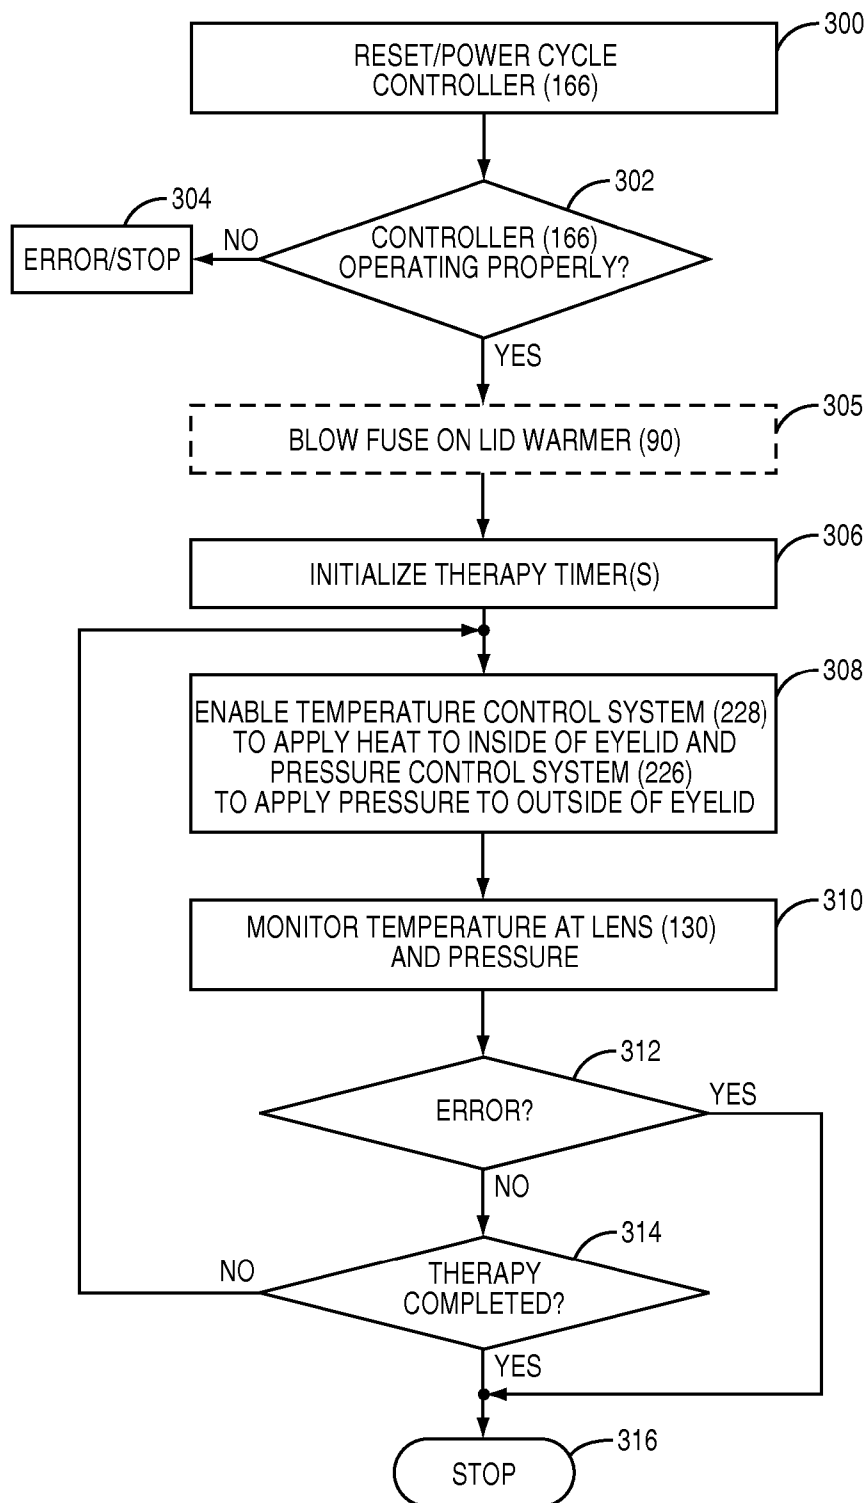 300
RESET/POWER CYCLE
CONTROLLER (166)
302
304
NO
CONTROLLER (166)
OPERATING PROPERLY?
ERROR/STOP
YES
305
BLOW FUSE ON LID WARMER (90)
306
INITIALIZE THERAPY TIMER(S)
308
ENABLE TEMPERATURE CONTROL SYSTEM (228)
TO APPLY HEAT TO INSIDE OF EYELID AND
PRESSURE CONTROL SYSTEM (226)
TO APPLY PRESSURE TO OUTSIDE OF EYELID
310
MONITOR TEMPERATURE AT LENS (130)
AND PRESSURE
312
YES
ERROR?
NO
314
NO
THERAPY
COMPLETED?
YES
316
STOP